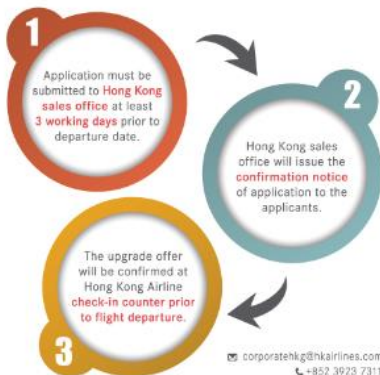 1
Application must be
submitted to Hong Kong
sales office at least
3 working days prior to
departure date.
2
Hong Kong sales
office will issue the
confirmation notice
of application to the
applicants.
The upgrade offer
will be confirmed at
Hong Kong Airline
check-in counter prior
to flight departure.
3
corporatehkg@hkairlines.com
+852 3923 7311